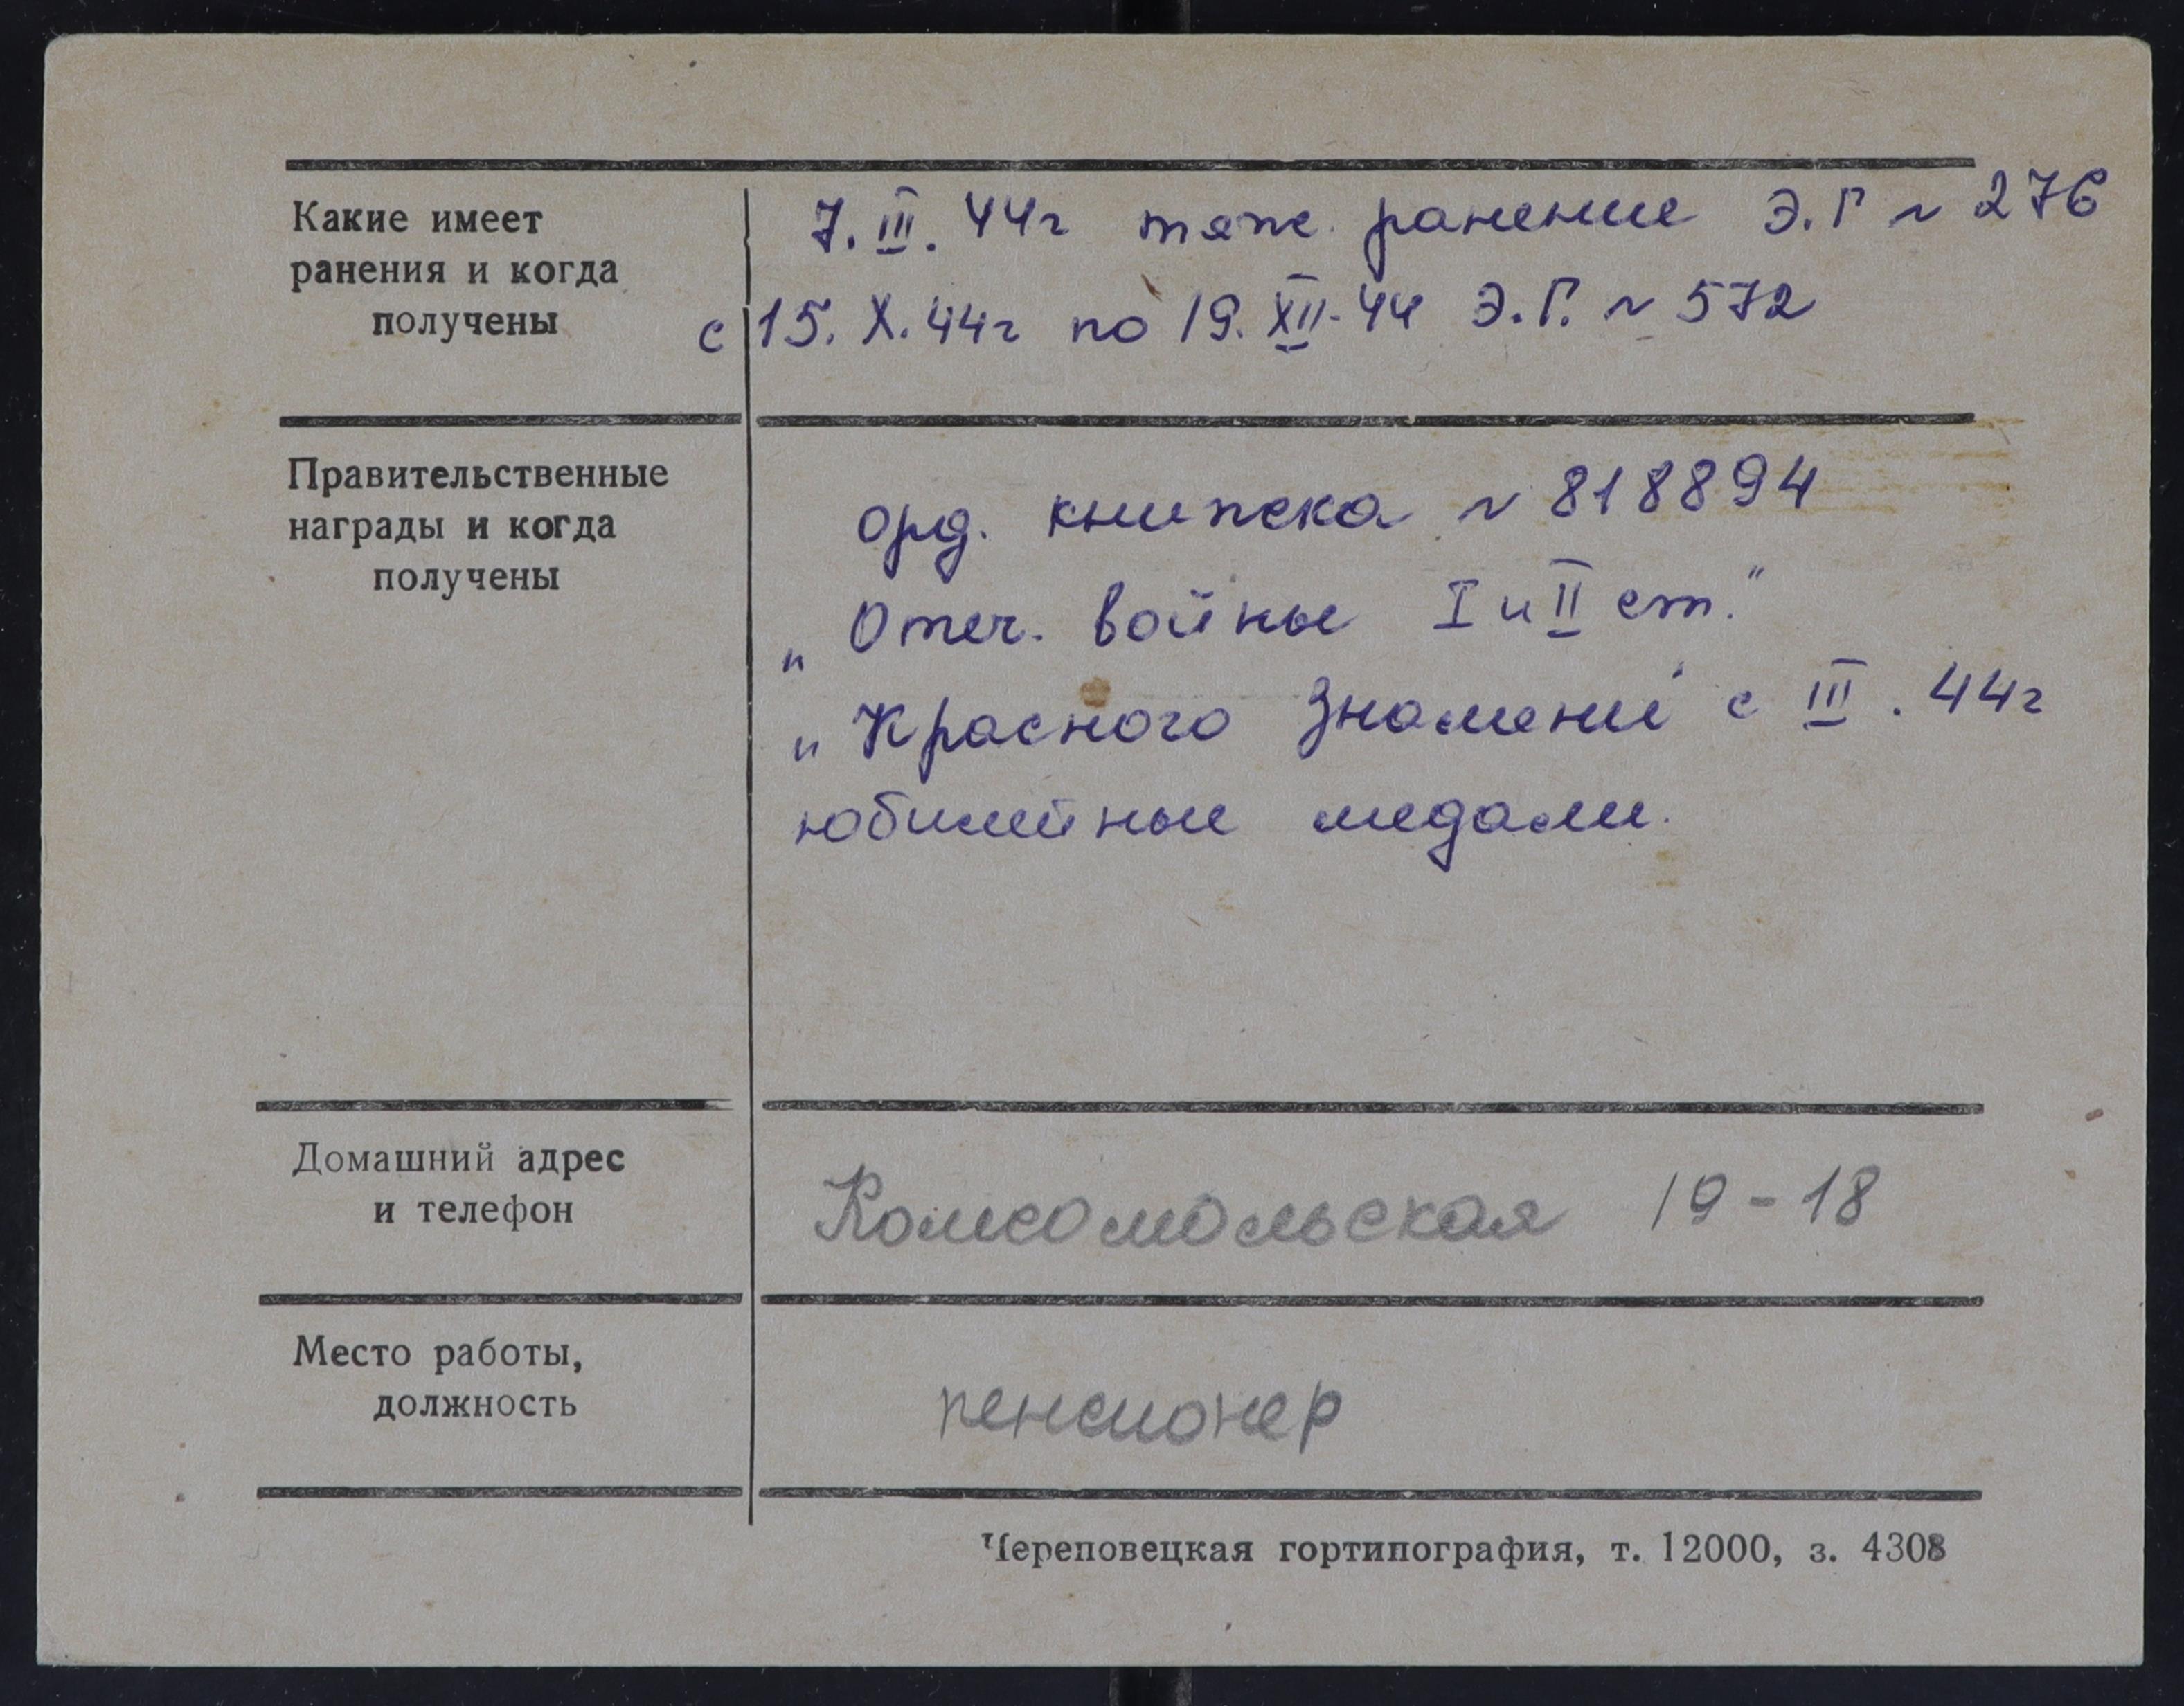 Какие имеет
ранения и когда
получены
7. III. 44г тяж. ранение Э.Г № 276
с 15. X. 44г по 19. XII. 44 Э.Г. № 572
Правительственные
награды и когда
получены
орд. книжка № 818894
„Отеч. войны I и II ст."
„Красного Знамени" с III. 44г
юбилейные медали.
Домашний адрес
и телефон
Комсомольская 19-18
Место работы,
должность
пенсионер
Череповецкая гортипография, т. 12000, з. 4308